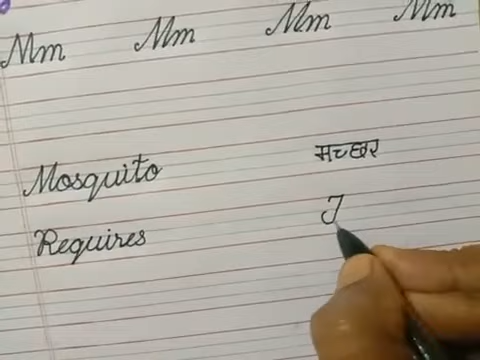 Mm Mm Mm Mm
Mosquito मच्छर
Requires